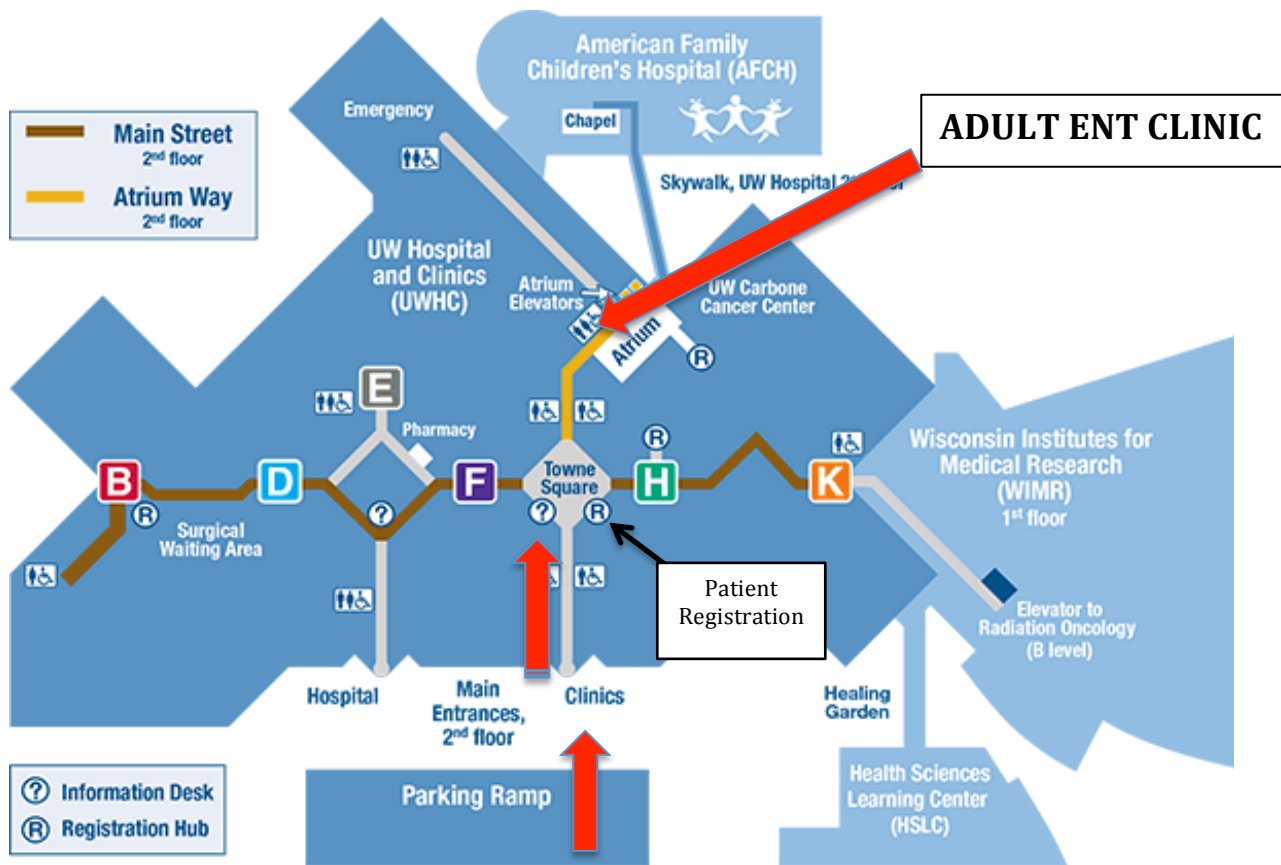 American Family
Children's Hospital (AFCH)
Emergency
Chapel
ADULT ENT CLINIC
Main Street
2nd floor
Atrium Way
2nd floor
Skywalk, UW Hospital
UW Hospital
and Clinics
(UWHC)
Atrium
Elevators
UW Carbone
Cancer Center
Atrium
R
E
Pharmacy
R
Wisconsin Institutes for
Medical Research
(WIMR)
1st floor
B
D
F
Towne
Square
H
K
R
?
?
R
Surgical
Waiting Area
Patient
Registration
Elevator to
Radiation Oncology
(B level)
Hospital
Main
Entrances,
2nd floor
Clinics
Healing
Garden
? Information Desk
R Registration Hub
Parking Ramp
Health Sciences
Learning Center
(HSLC)